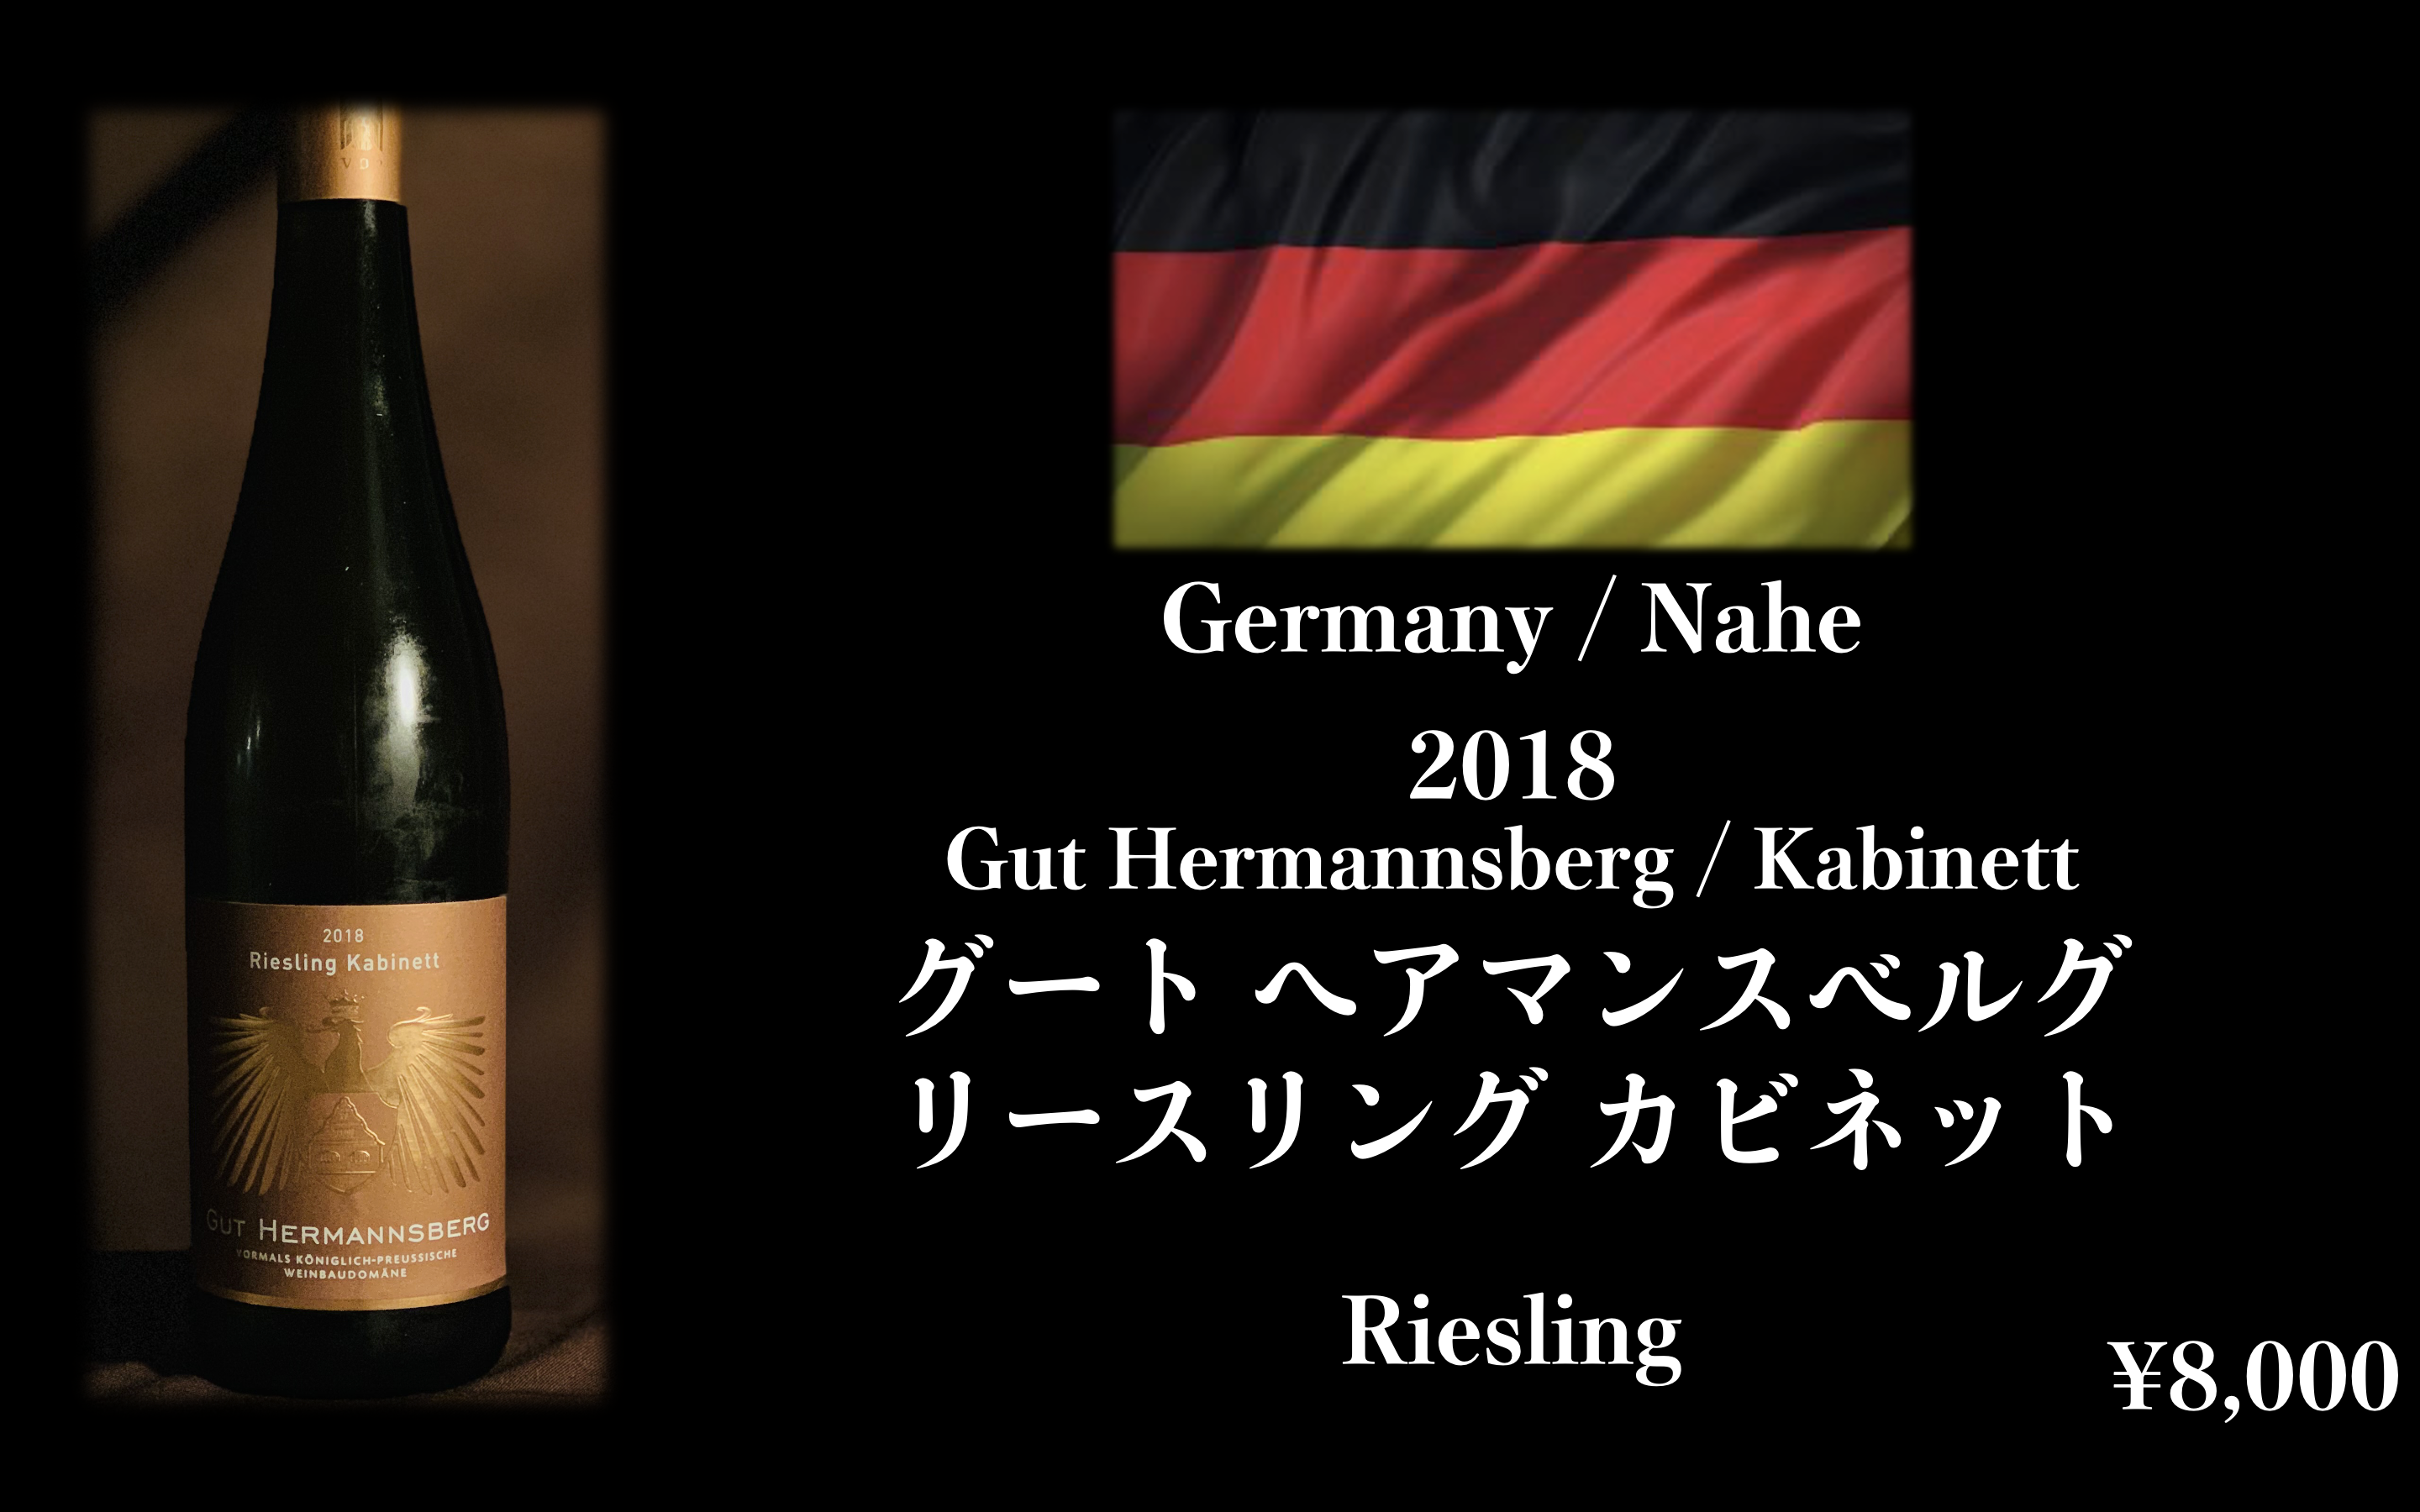 2018
Riesling Kabinett
GUT HERMANNSBERG
VORMALS KÖNIGLICH-PREUSSISCHE
WEINBAUDOMÄNE
Germany / Nahe
2018
Gut Hermannsberg / Kabinett
グート ヘアマンスベルグ
リースリング カビネット
Riesling
¥8,000